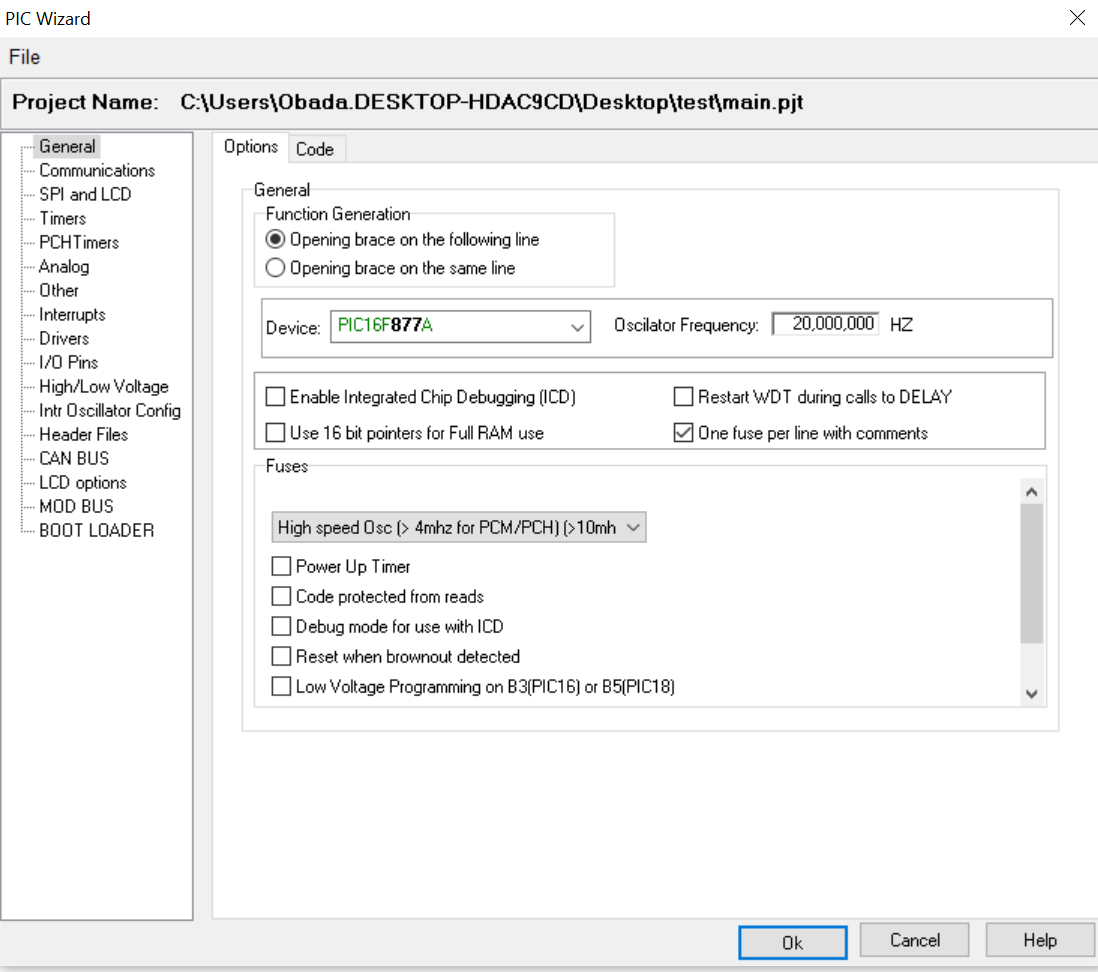 PIC Wizard
File
Project Name: C:\Users\Obada.DESKTOP-HDAC9CD\Desktop\test\main.pjt
General
Communications
SPI and LCD
Timers
PCHTimers
Analog
Other
Interrupts
Drivers
I/O Pins
High/Low Voltage
Intr Oscillator Config
Header Files
CAN BUS
LCD options
MOD BUS
BOOT LOADER
Options Code
General
Function Generation
Opening brace on the following line
Opening brace on the same line
Device: PIC16F877A Oscilator Frequency: 20,000,000 HZ
Enable Integrated Chip Debugging (ICD) Restart WDT during calls to DELAY
Use 16 bit pointers for Full RAM use One fuse per line with comments
Fuses
High speed Osc (> 4mhz for PCM/PCH) (>10mh
Power Up Timer
Code protected from reads
Debug mode for use with ICD
Reset when brownout detected
Low Voltage Programming on B3(PIC16) or B5(PIC18)
Ok Cancel Help